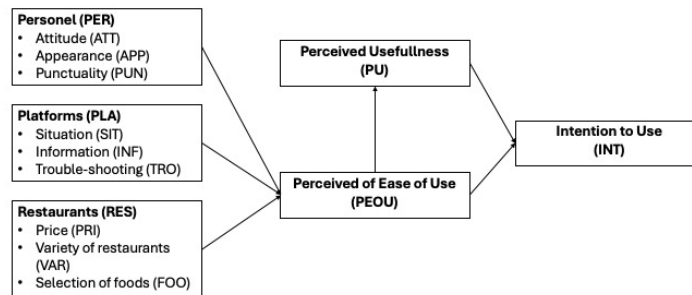 Personel (PER)
• Attitude (ATT)
• Appearance (APP)
• Punctuality (PUN)
Platforms (PLA)
• Situation (SIT)
• Information (INF)
• Trouble-shooting (TRO)
Restaurants (RES)
• Price (PRI)
• Variety of restaurants
(VAR)
• Selection of foods (FOO)
Perceived Usefullness
(PU)
Perceived of Ease of Use
(PEOU)
Intention to Use
(INT)